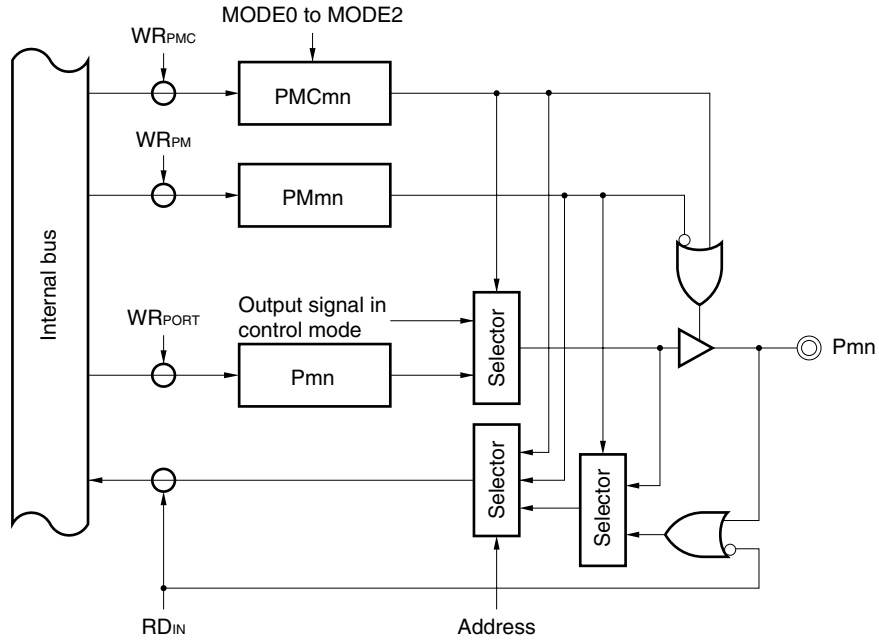 MODE0 to MODE2
WRPMC
PMCmn
WRPM
PMmn
Internal bus
Output signal in
control mode
WRPORT
Pmn
Selector
Pmn
Selector
Selector
RDIN
Address